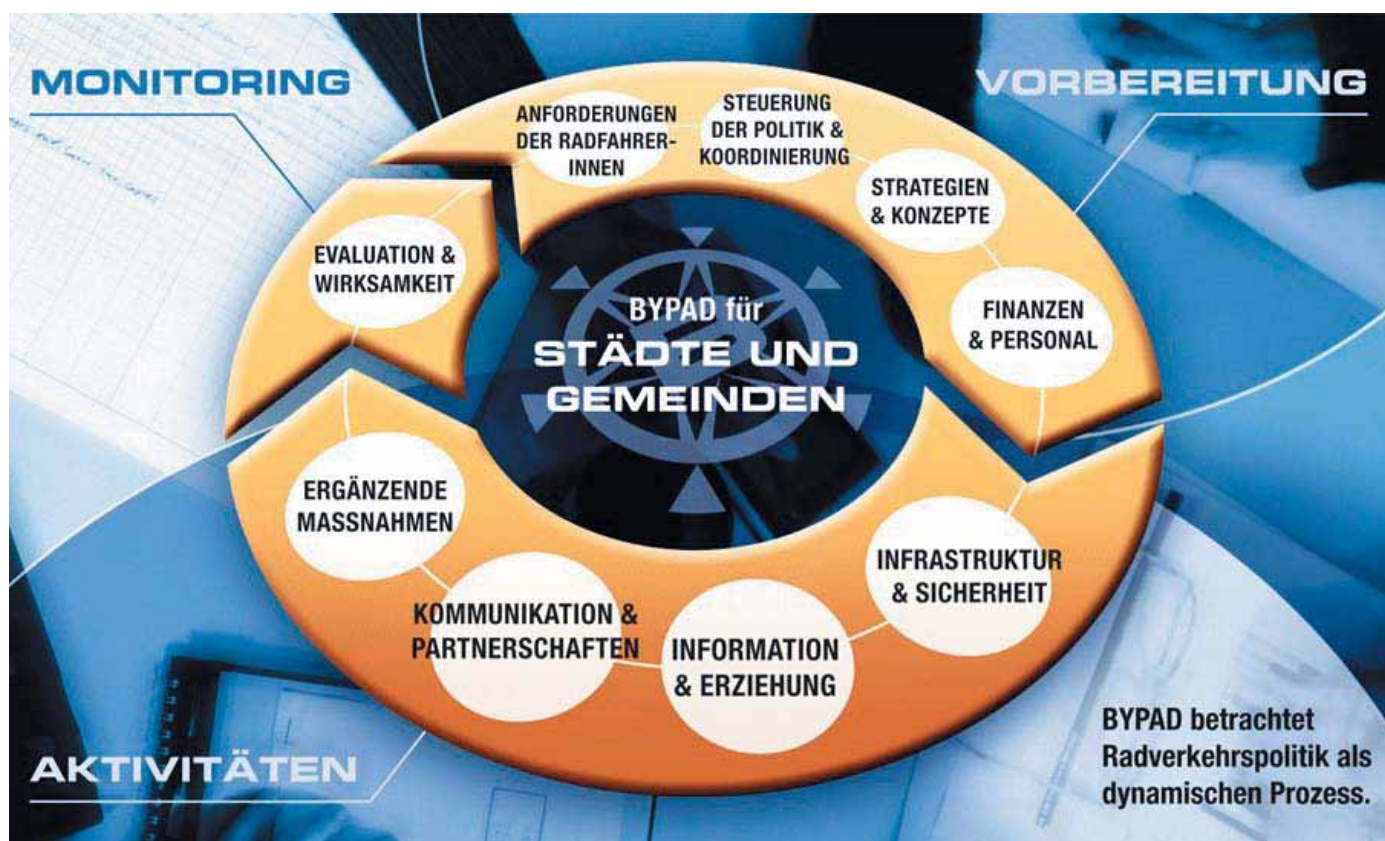 MONITORING
VORBEREITUNG
ANFORDERUNGEN
DER RADFAHRER-
INNEN
STEUERUNG
DER POLITIK &
KOORDINIERUNG
STRATEGIEN
& KONZEPTE
FINANZEN
& PERSONAL
EVALUATION &
WIRKSAMKEIT
BYPAD für
STÄDTE UND
GEMEINDEN
ERGÄNZENDE
MASSNAHMEN
KOMMUNIKATION &
PARTNERSCHAFTEN
INFORMATION
& ERZIEHUNG
INFRASTRUKTUR
& SICHERHEIT
AKTIVITÄTEN
BYPAD betrachtet
Radverkehrspolitik als
dynamischen Prozess.